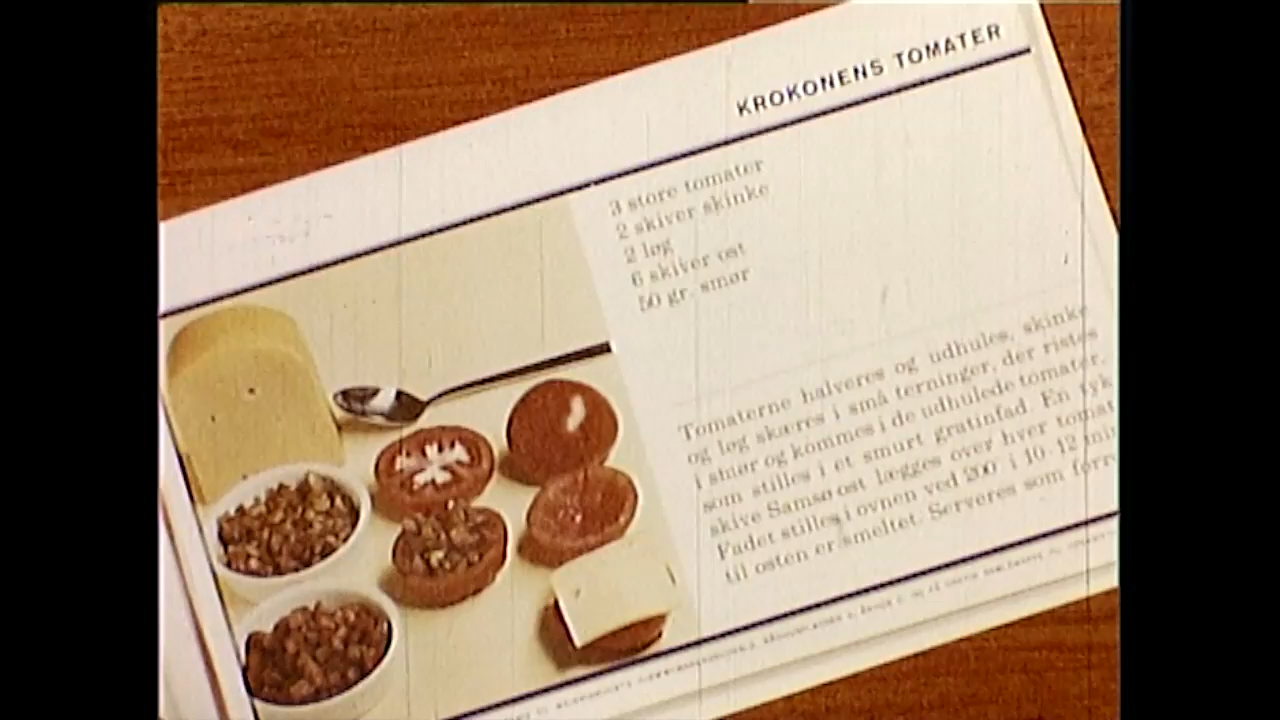 KROKONENS TOMATER
3 store tomater
2 skiver skinke
2 løg
6 skiver ost
50 gr. smør
Tomaterne halveres og udhules, skinke
og løg skæres i små terninger, der ristes
i smør og kommes i de udhulede tomater,
som stilles i et smurt gratinfad. En tyk
skive Samsø ost lægges over hver tomat
Fadet stilles i ovnen ved 200 i 10-12 min
til osten er smeltet. Serveres som forre